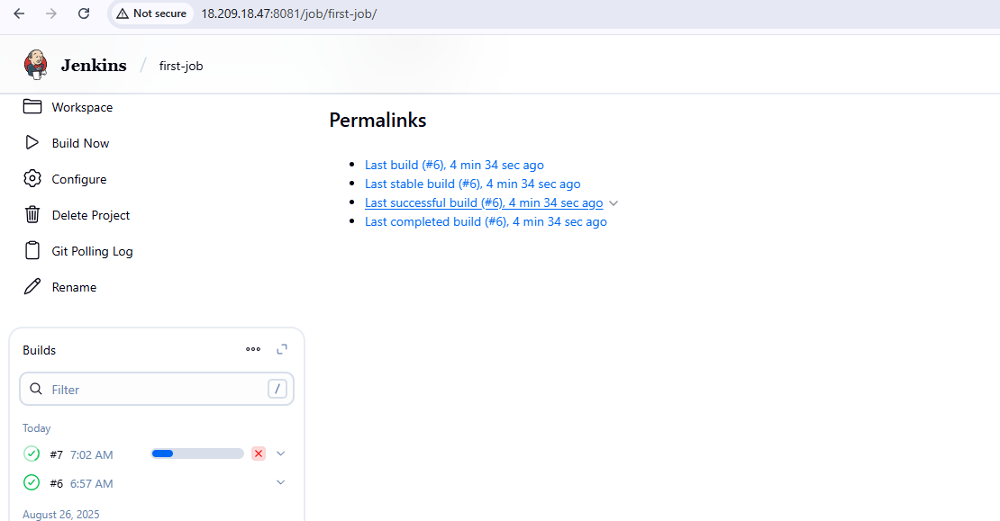 Not secure 18.209.18.47:8081/job/first-job/
Jenkins / first-job
Workspace
Build Now
Configure
Delete Project
Git Polling Log
Rename
Permalinks
Last build (#6), 4 min 34 sec ago
Last stable build (#6), 4 min 34 sec ago
Last successful build (#6), 4 min 34 sec ago
Last completed build (#6), 4 min 34 sec ago
Builds
Filter /
Today
#7 7:02 AM
#6 6:57 AM
August 26, 2025